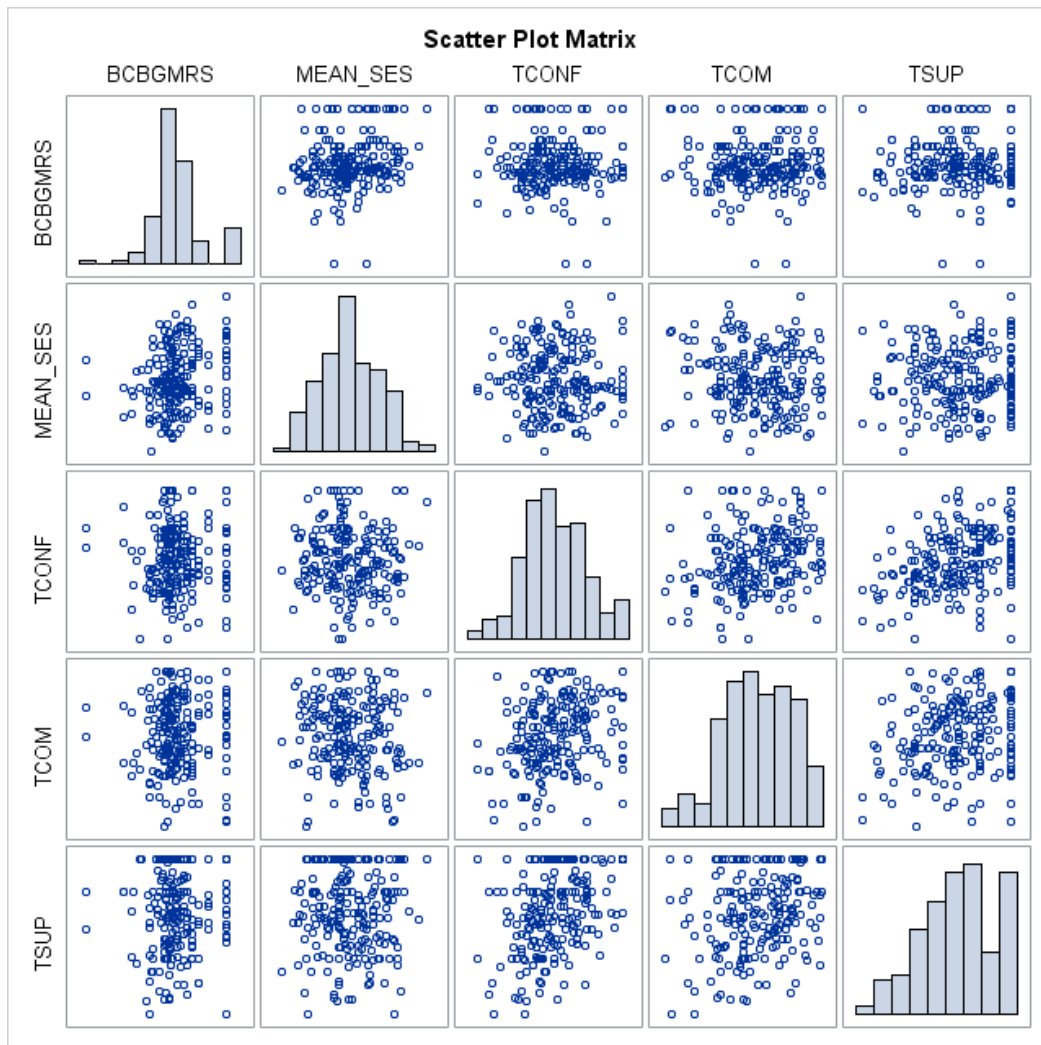 Scatter Plot Matrix
BCBGMRS MEAN_SES TCONF TCOM TSUP
BCBGMRS
MEAN_SES
TCONF
TCOM
TSUP